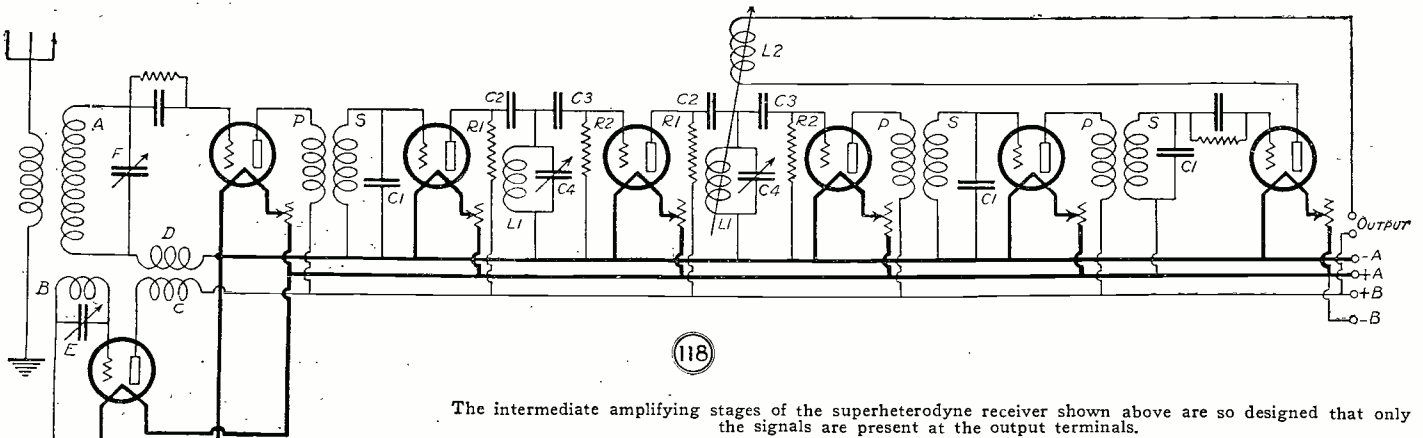 L2
A
F
P
S
C1
C2
C3
R1
R2
L1
C4
R1
C2
C3
R2
L1
C4
P
S
C1
P
S
C1
D
B
C
E
OUTPUT
-A
+A
+B
-B
118
The intermediate amplifying stages of the superheterodyne receiver shown above are so designed that only
the signals are present at the output terminals.